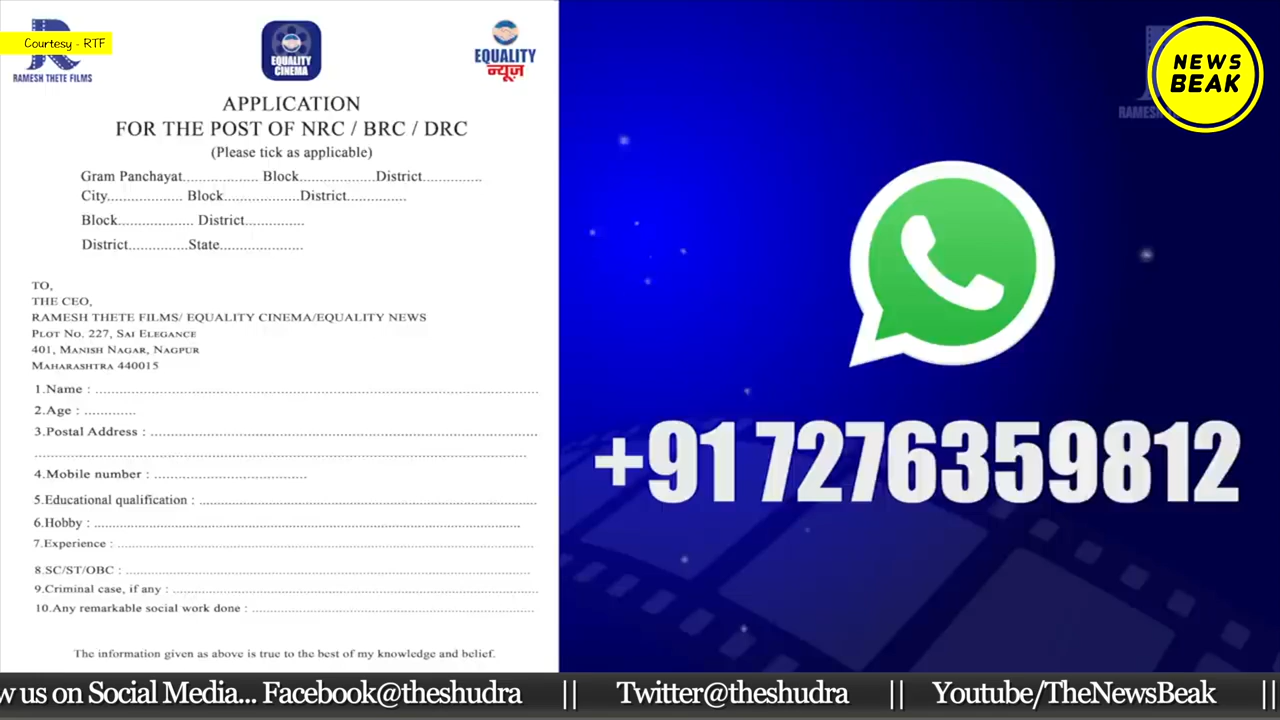 Courtesy - RTF
RAMESH THETE FILMS
EQUALITY
CINEMA
EQUALITY
न्यूज़
APPLICATION
FOR THE POST OF NRC / BRC / DRC
(Please tick as applicable)
Gram Panchayat.................. Block..................District..............
City.................. Block..................District..............
Block.................. District..............
District..............State....................
TO,
THE CEO,
RAMESH THETE FILMS/ EQUALITY CINEMA/EQUALITY NEWS
PLOT NO. 227, SAI ELEGANCE
401, MANISH NAGAR, NAGPUR
MAHARASHTRA 440015
1.Name :
2.Age :
3.Postal Address :
4.Mobile number :
5.Educational qualification :
6.Hobby :
7.Experience :
8.SC/ST/OBC :
9.Criminal case, if any :
10.Any remarkable social work done :
The information given as above is true to the best of my knowledge and belief.
NEWS
BEAK
+91 7276359812
w us on Social Media... Facebook@theshudra || Twitter@theshudra || Youtube/TheNewsBeak ||